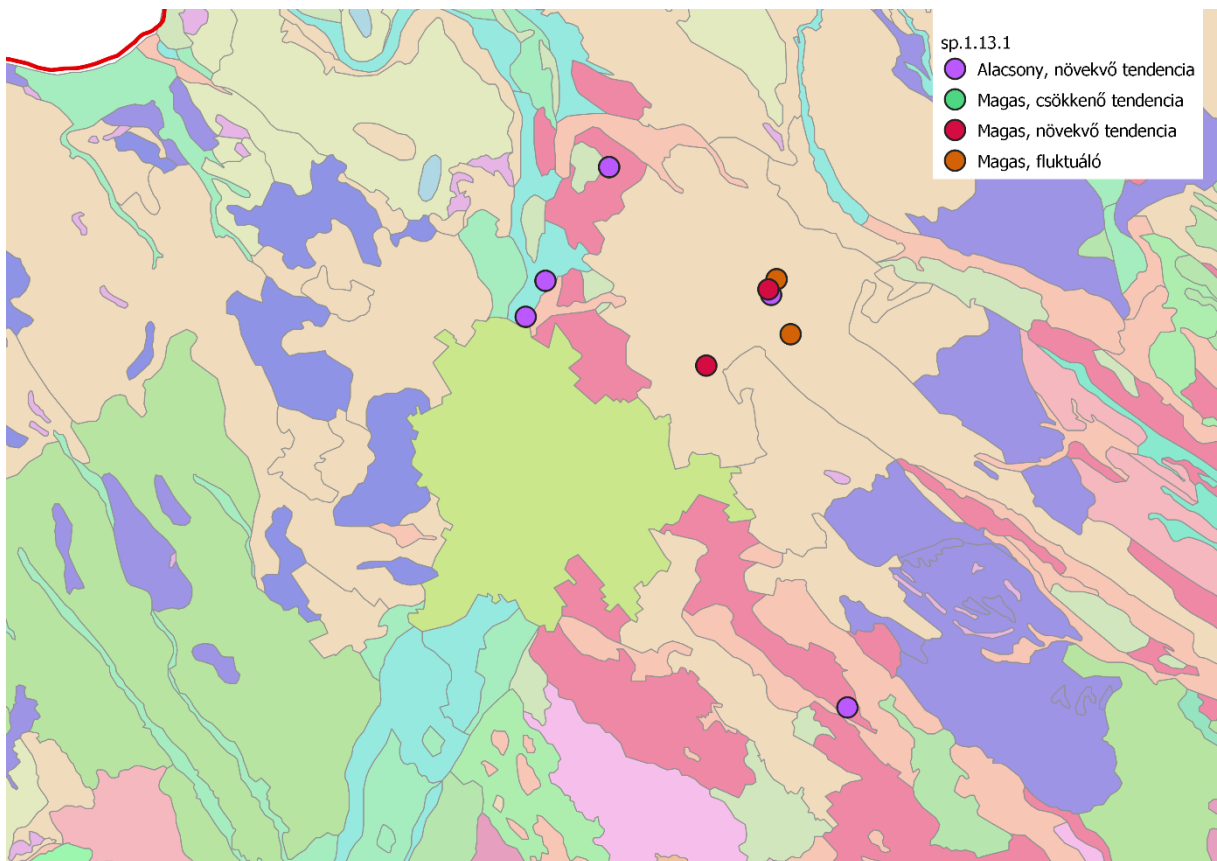 sp.1.13.1
Alacsony, növekvő tendencia
Magas, csökkenő tendencia
Magas, növekvő tendencia
Magas, fluktuáló